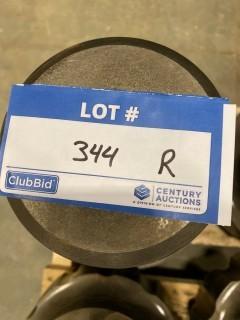 LOT #
344 R
ClubBid
CENTURY
AUCTIONS
A DIVISION OF CENTURY SERVICES